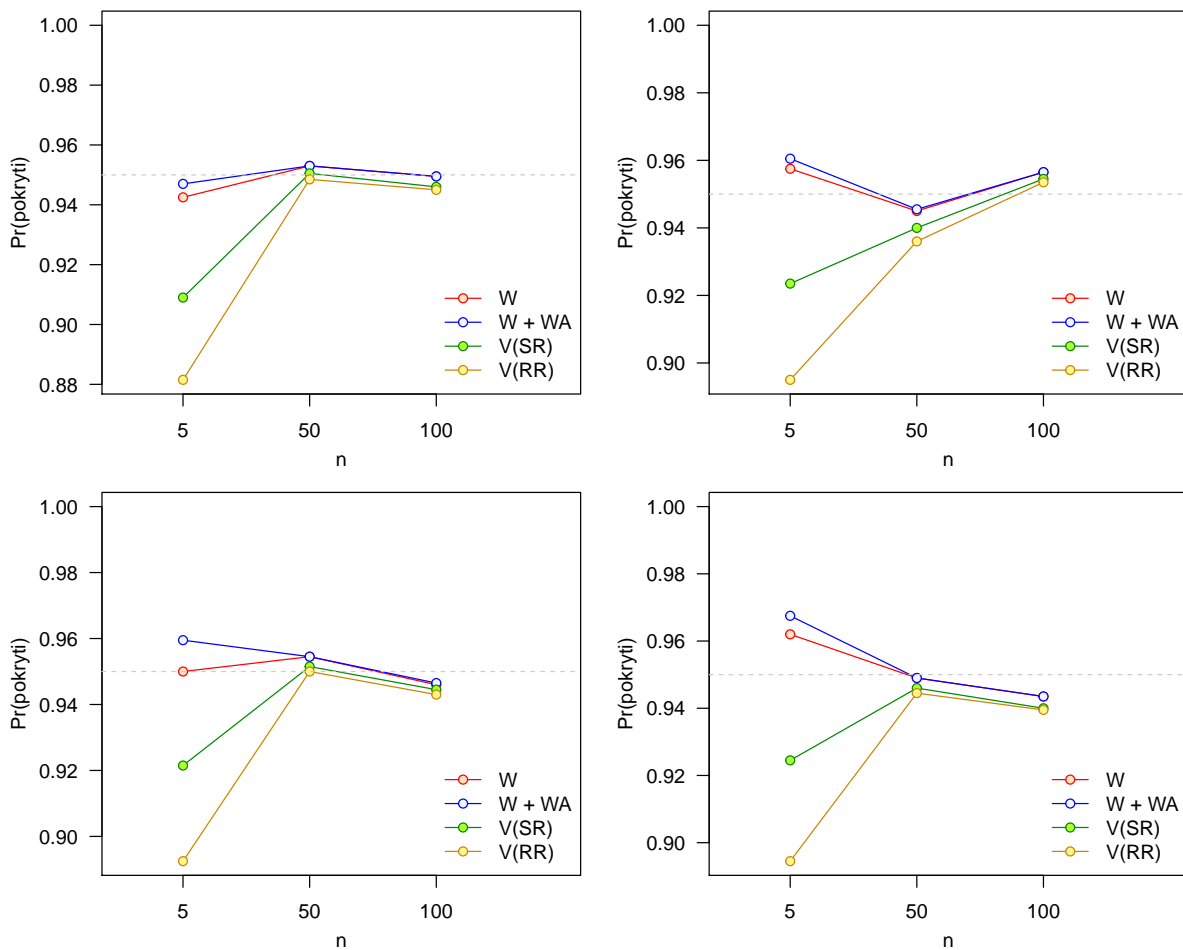 1.00
0.98
0.96
0.94
0.92
0.90
0.88
Pr(pokryti)
W
W + WA
V(SR)
V(RR)
5 50 100
n
1.00
0.98
0.96
0.94
0.92
0.90
Pr(pokryti)
W
W + WA
V(SR)
V(RR)
5 50 100
n
1.00
0.98
0.96
0.94
0.92
0.90
Pr(pokryti)
W
W + WA
V(SR)
V(RR)
5 50 100
n
1.00
0.98
0.96
0.94
0.92
0.90
Pr(pokryti)
W
W + WA
V(SR)
V(RR)
5 50 100
n